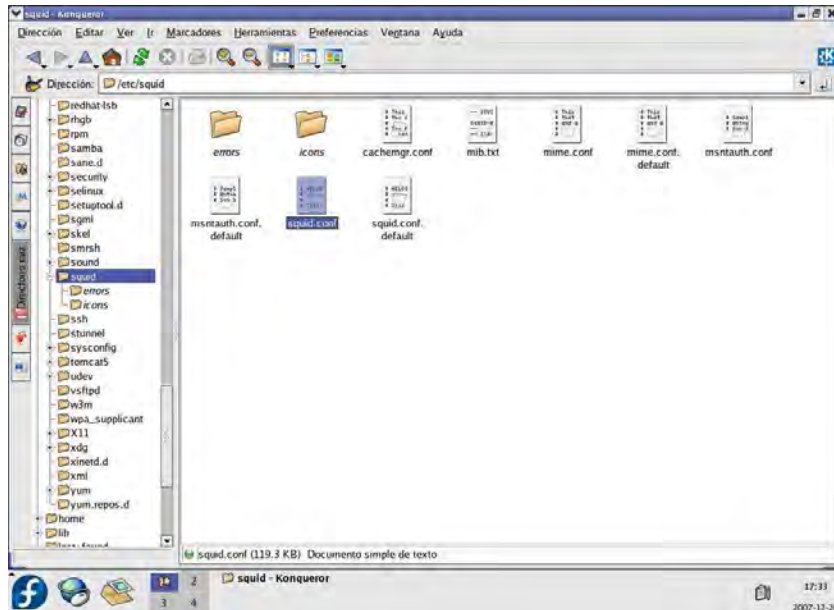 squid - Konqueror
Dirección Editar Ver Ir Marcadores Herramientas Preferencias Ventana Ayuda
Dirección: /etc/squid
redhat-lsb
rhgb
rpm
samba
sane.d
security
selinux
setuptool.d
sgml
skel
smrsh
sound
squid
errors
icons
ssh
stunnel
sysconfig
tomcat5
udev
vsftpd
w3m
wpa_supplicant
X11
xdg
xinetd.d
xml
yum
yum.repos.d
home
lib
errors icons cachemgr.conf mib.txt mime.conf mime.conf. msntauth.conf
default
msntauth.conf. squid.conf squid.conf.
default default
squid.conf (119.3 KB) Documento simple de texto
1 2 squid - Konqueror
3 4
17:33